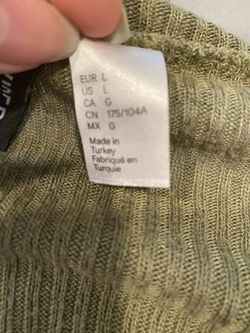 EUR L
US L
CA G
CN 175/104A
MX G
Made in
Turkey
Fabriqué en
Turquie